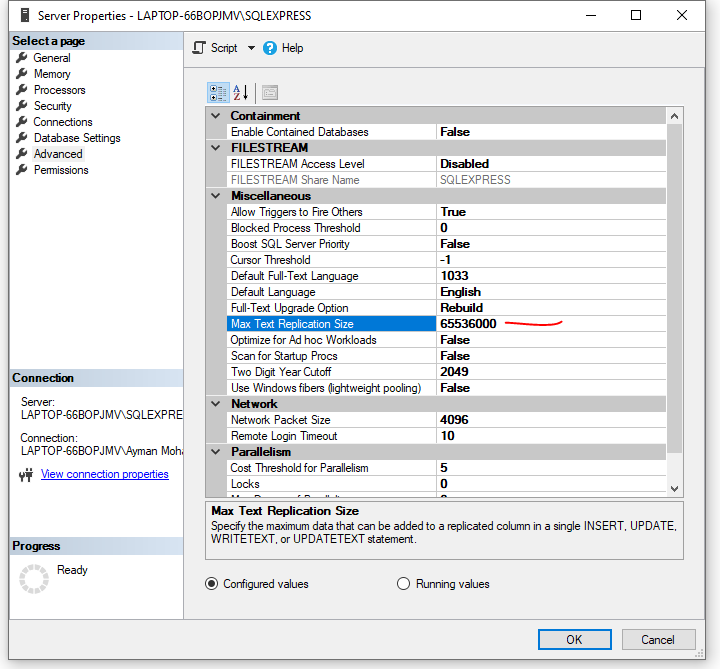 Server Properties - LAPTOP-66BOPJMV\SQLEXPRESS
Select a page
General
Memory
Processors
Security
Connections
Database Settings
Advanced
Permissions
Connection
Server:
LAPTOP-66BOPJMV\SQLEXPRE
Connection:
LAPTOP-66BOPJMV\Ayman Moha
View connection properties
Progress
Ready
Script Help
Containment
Enable Contained Databases False
FILESTREAM
FILESTREAM Access Level Disabled
FILESTREAM Share Name SQLEXPRESS
Miscellaneous
Allow Triggers to Fire Others True
Blocked Process Threshold 0
Boost SQL Server Priority False
Cursor Threshold -1
Default Full-Text Language 1033
Default Language English
Full-Text Upgrade Option Rebuild
Max Text Replication Size 65536000
Optimize for Ad hoc Workloads False
Scan for Startup Procs False
Two Digit Year Cutoff 2049
Use Windows fibers (lightweight pooling) False
Network
Network Packet Size 4096
Remote Login Timeout 10
Parallelism
Cost Threshold for Parallelism 5
Locks 0
Max Text Replication Size
Specify the maximum data that can be added to a replicated column in a single INSERT, UPDATE,
WRITETEXT, or UPDATETEXT statement.
Configured values Running values
OK Cancel